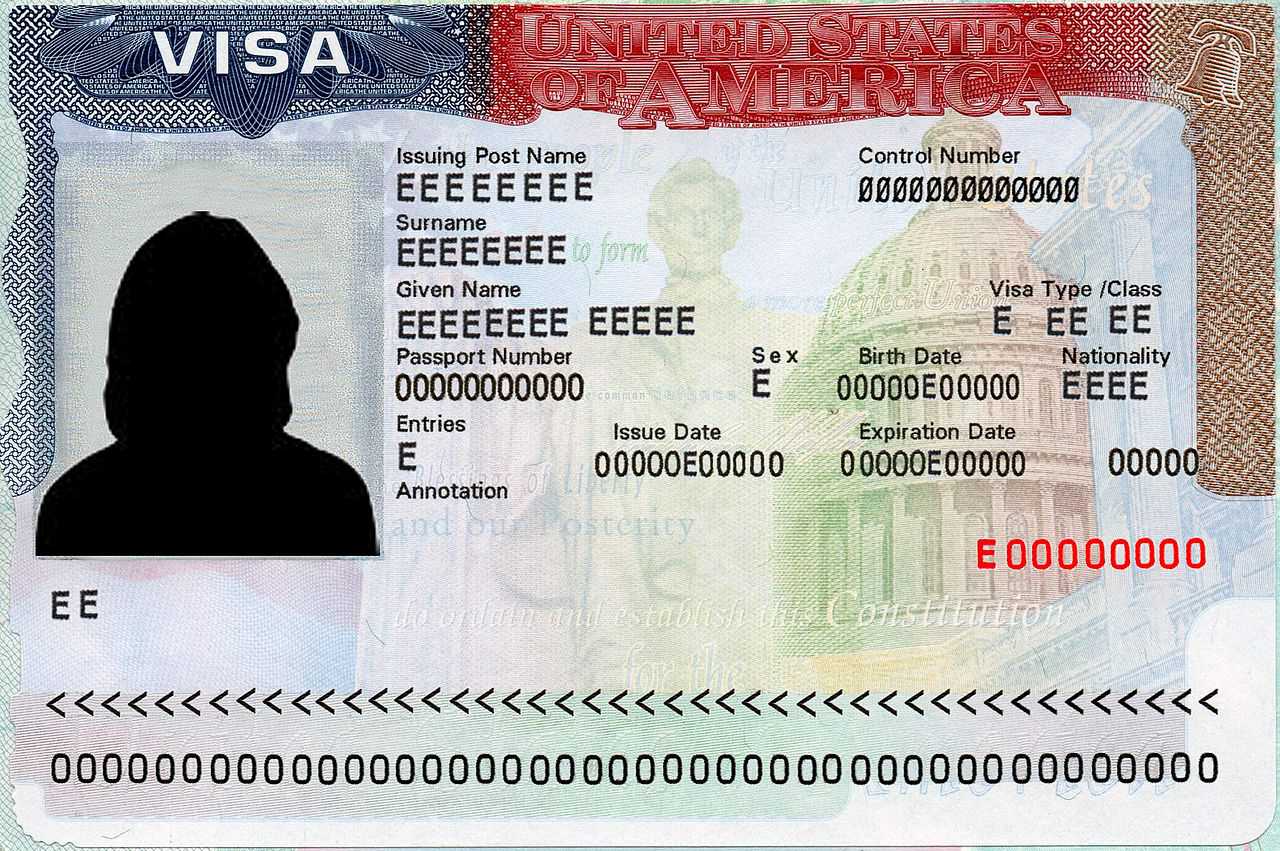 VISA
UNITED STATES
OF AMERICA
Issuing Post Name
EEEEEEEE
Control Number
00000000000000
Surname
EEEEEEEE
to form
Given Name
EEEEEEEE EEEEE
a more perfect Union
Visa Type /Class
E EE EE
Passport Number
00000000000
Sex
E
Birth Date
00000E00000
Nationality
EEEE
Entries
E
Issue Date
00000E00000
Expiration Date
00000E00000
00000
Annotation
Blessings of Liberty
and our Posterity
E00000000
EE
do ordain and establish this Constitution
for the
<<<<<<<<<<<<<<<<<<<<<<<<<<<<<<<<<<<<<<<<<<<<
00000000000000000000000000000000000000000000